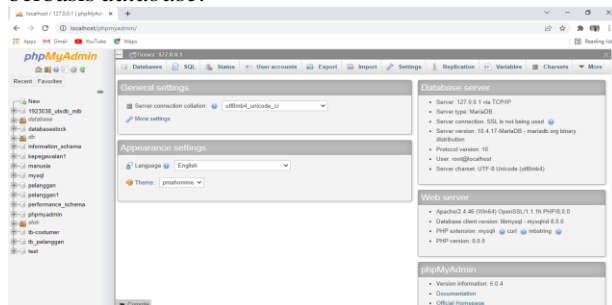 berbasis database.
localhost / 127.0.0.1 | phpMyAdm
localhost/phpmyadmin/
Apps Gmail YouTube Maps
Reading list
phpMyAdmin
Recent Favorites
Server: 127.0.0.1
Databases SQL Status User accounts Export Import Settings Replication Variables Charsets More
New
1923038_utsdb_mib
database
databasestock
db
information_schema
kepegawaian1
manusia
mysql
pelanggan
pelanggan1
performance_schema
phpmyadmin
tb-costumer
tb_pelanggan
test
General settings
Server connection collation: utf8mb4_unicode_ci
More settings
Appearance settings
Language English
Theme: pmahomme
Console
Database server
Server: 127.0.0.1 via TCP/IP
Server type: MariaDB
Server connection: SSL is not being used
Server version: 10.4.17-MariaDB - mariadb.org binary
distribution
Protocol version: 10
User: root@localhost
Server charset: UTF-8 Unicode (utf8mb4)
Web server
Apache/2.4.46 (Win64) OpenSSL/1.1.1h PHP/8.0.0
Database client version: libmysql - mysqlnd 8.0.0
PHP extension: mysqli curl mbstring
PHP version: 8.0.0
phpMyAdmin
Version information: 5.0.4
Documentation
Official Homepage